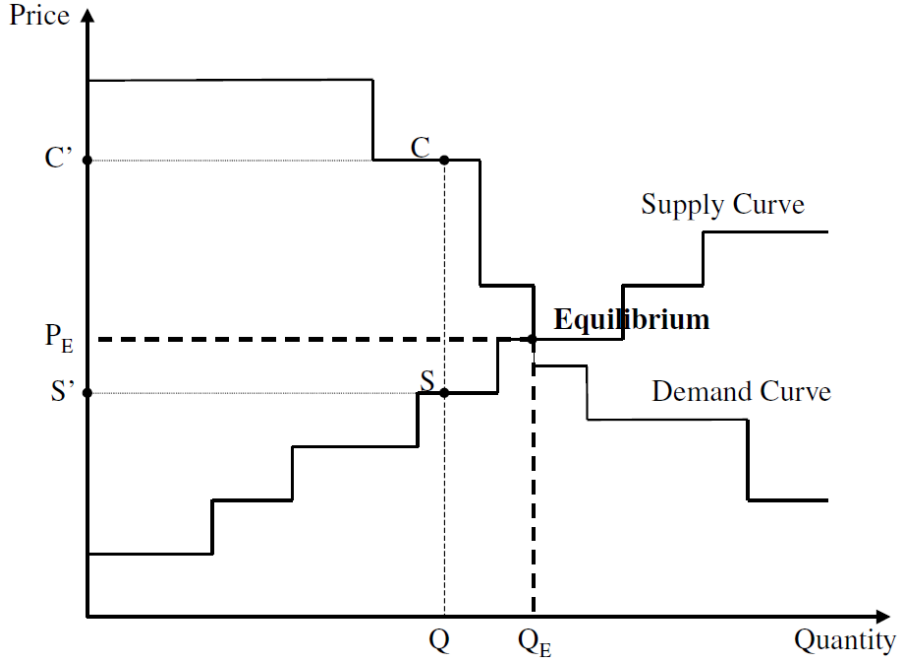 Price
C'
C
Supply Curve
P_E
Equilibrium
S'
S
Demand Curve
Q
Q_E
Quantity